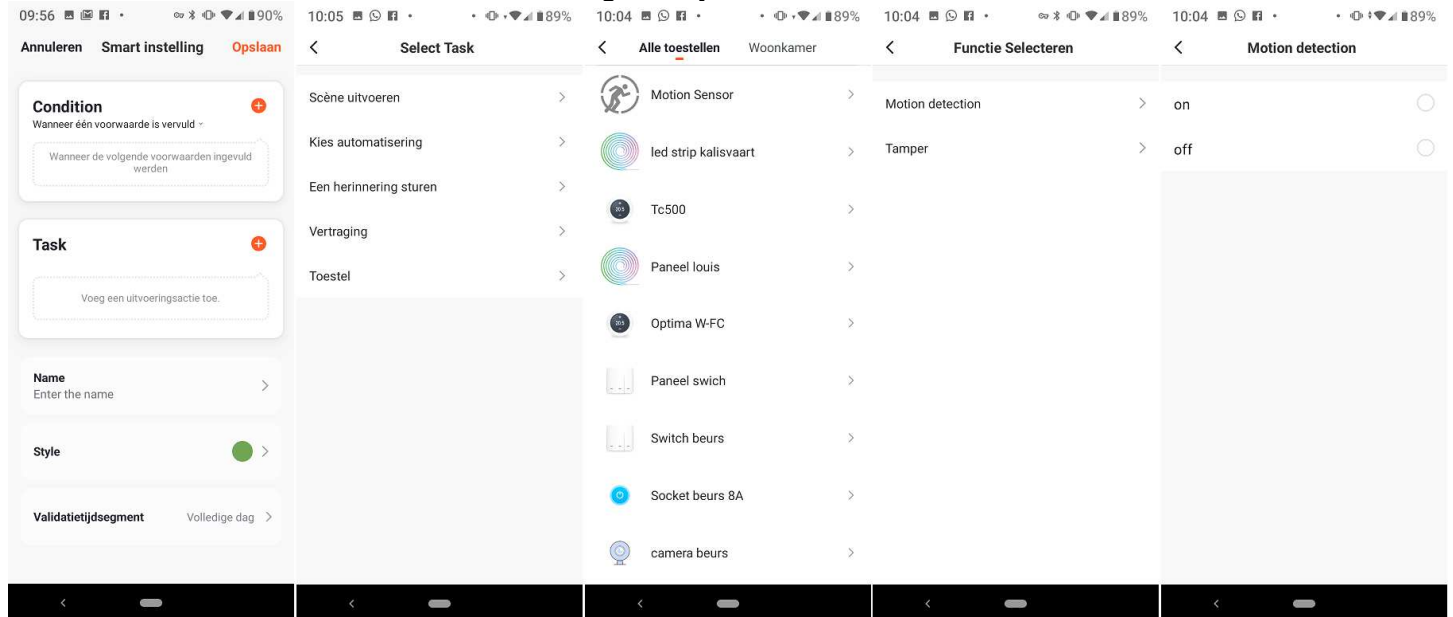 09:56 90%
Annuleren Smart instelling Opslaan
Condition
Wanneer één voorwaarde is vervuld
Wanneer de volgende voorwaarden ingevuld
werden
Task
Voeg een uitvoeringsactie toe.
Name
Enter the name
Style
Validatietijdsegment Volledige dag
10:05 89%
Select Task
Scène uitvoeren
Kies automatisering
Een herinnering sturen
Vertraging
Toestel
10:04 89%
Alle toestellen Woonkamer
Motion Sensor
led strip kalisvaart
Tc500
Paneel louis
Optima W-FC
Paneel swich
Switch beurs
Socket beurs 8A
camera beurs
10:04 89%
Functie Selecteren
Motion detection
Tamper
10:04 89%
Motion detection
on
off